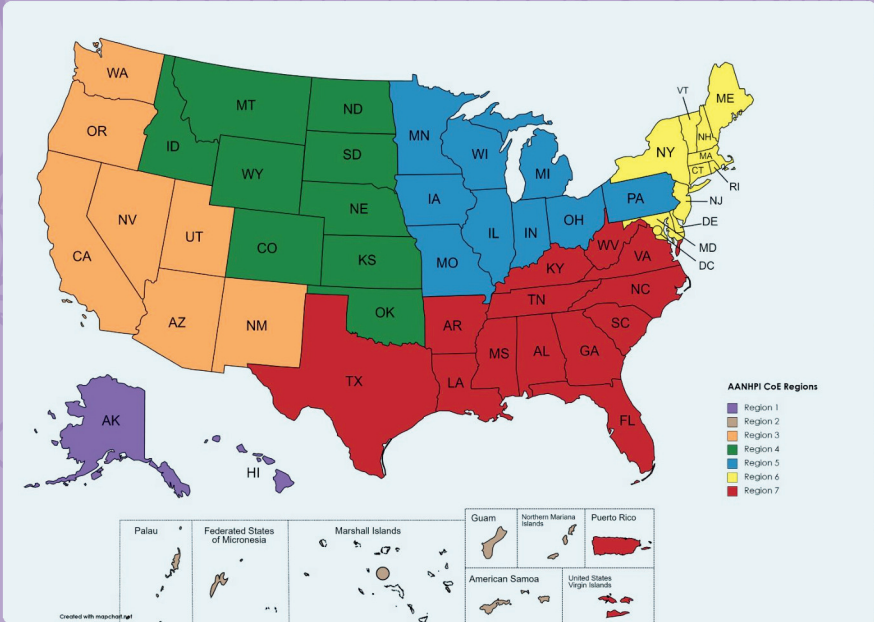 WA
OR
CA
NV
ID
MT
WY
UT
AZ
CO
NM
ND
SD
NE
KS
OK
TX
MN
IA
MO
AR
LA
WI
IL
MI
IN
OH
KY
TN
MS
AL
GA
FL
SC
NC
VA
WV
PA
NY
VT
NH
ME
MA
CT
RI
NJ
DE
MD
DC
AK
HI
AANHPI CoE Regions
Region 1
Region 2
Region 3
Region 4
Region 5
Region 6
Region 7
Palau
Federated States
of Micronesia
Marshall Islands
Guam
Northern Mariana
Islands
Puerto Rico
American Samoa
United States
Virgin Islands
Created with mapchart.net